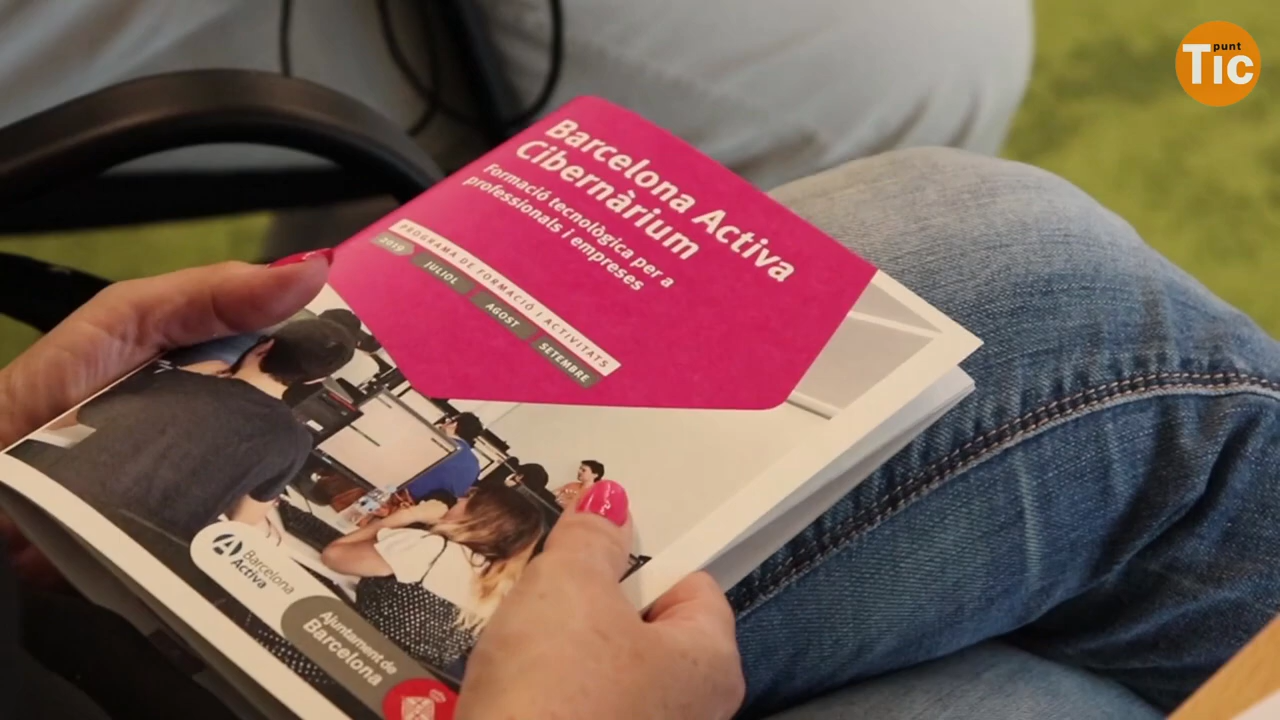 punt
TIC
Barcelona Activa
Cibernàrium
Formació tecnològica per a
professionals i empreses
PROGRAMA DE FORMACIÓ I ACTIVITATS
2019 JULIOL AGOST SETEMBRE
Barcelona
Activa
Ajuntament de
Barcelona